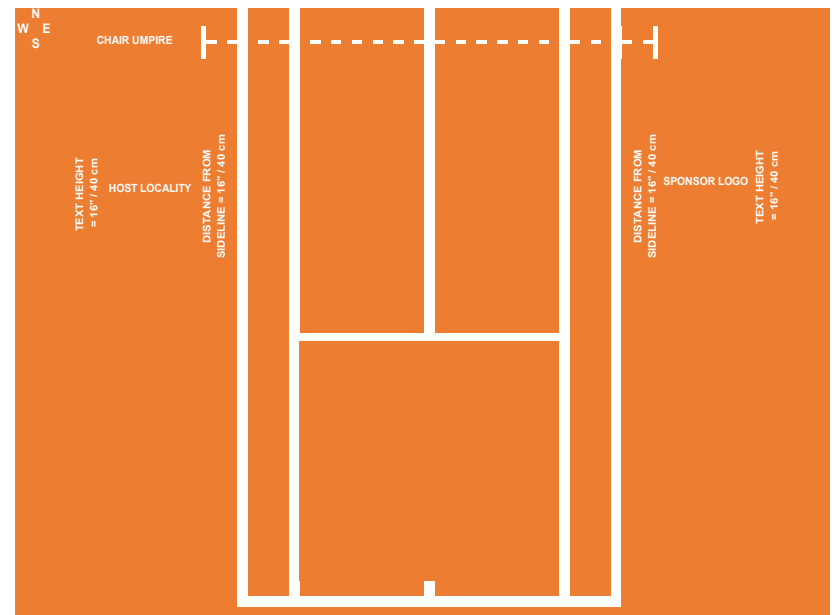 N
W E
S
CHAIR UMPIRE
TEXT HEIGHT
= 16" / 40 cm
HOST LOCALITY
DISTANCE FROM
SIDELINE = 16" / 40 cm
DISTANCE FROM
SIDELINE = 16" / 40 cm
SPONSOR LOGO
TEXT HEIGHT
= 16" / 40 cm